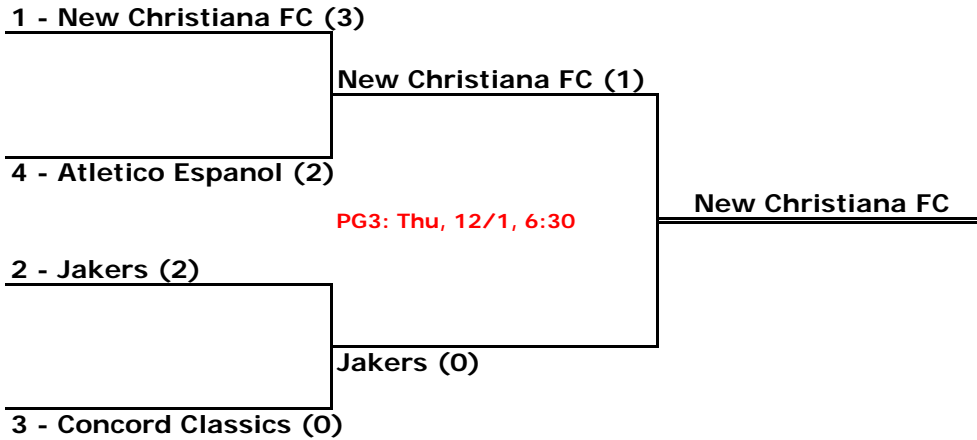 1 - New Christiana FC (3)
New Christiana FC (1)
4 - Atletico Espanol (2)
New Christiana FC
PG3: Thu, 12/1, 6:30
2 - Jakers (2)
Jakers (0)
3 - Concord Classics (0)